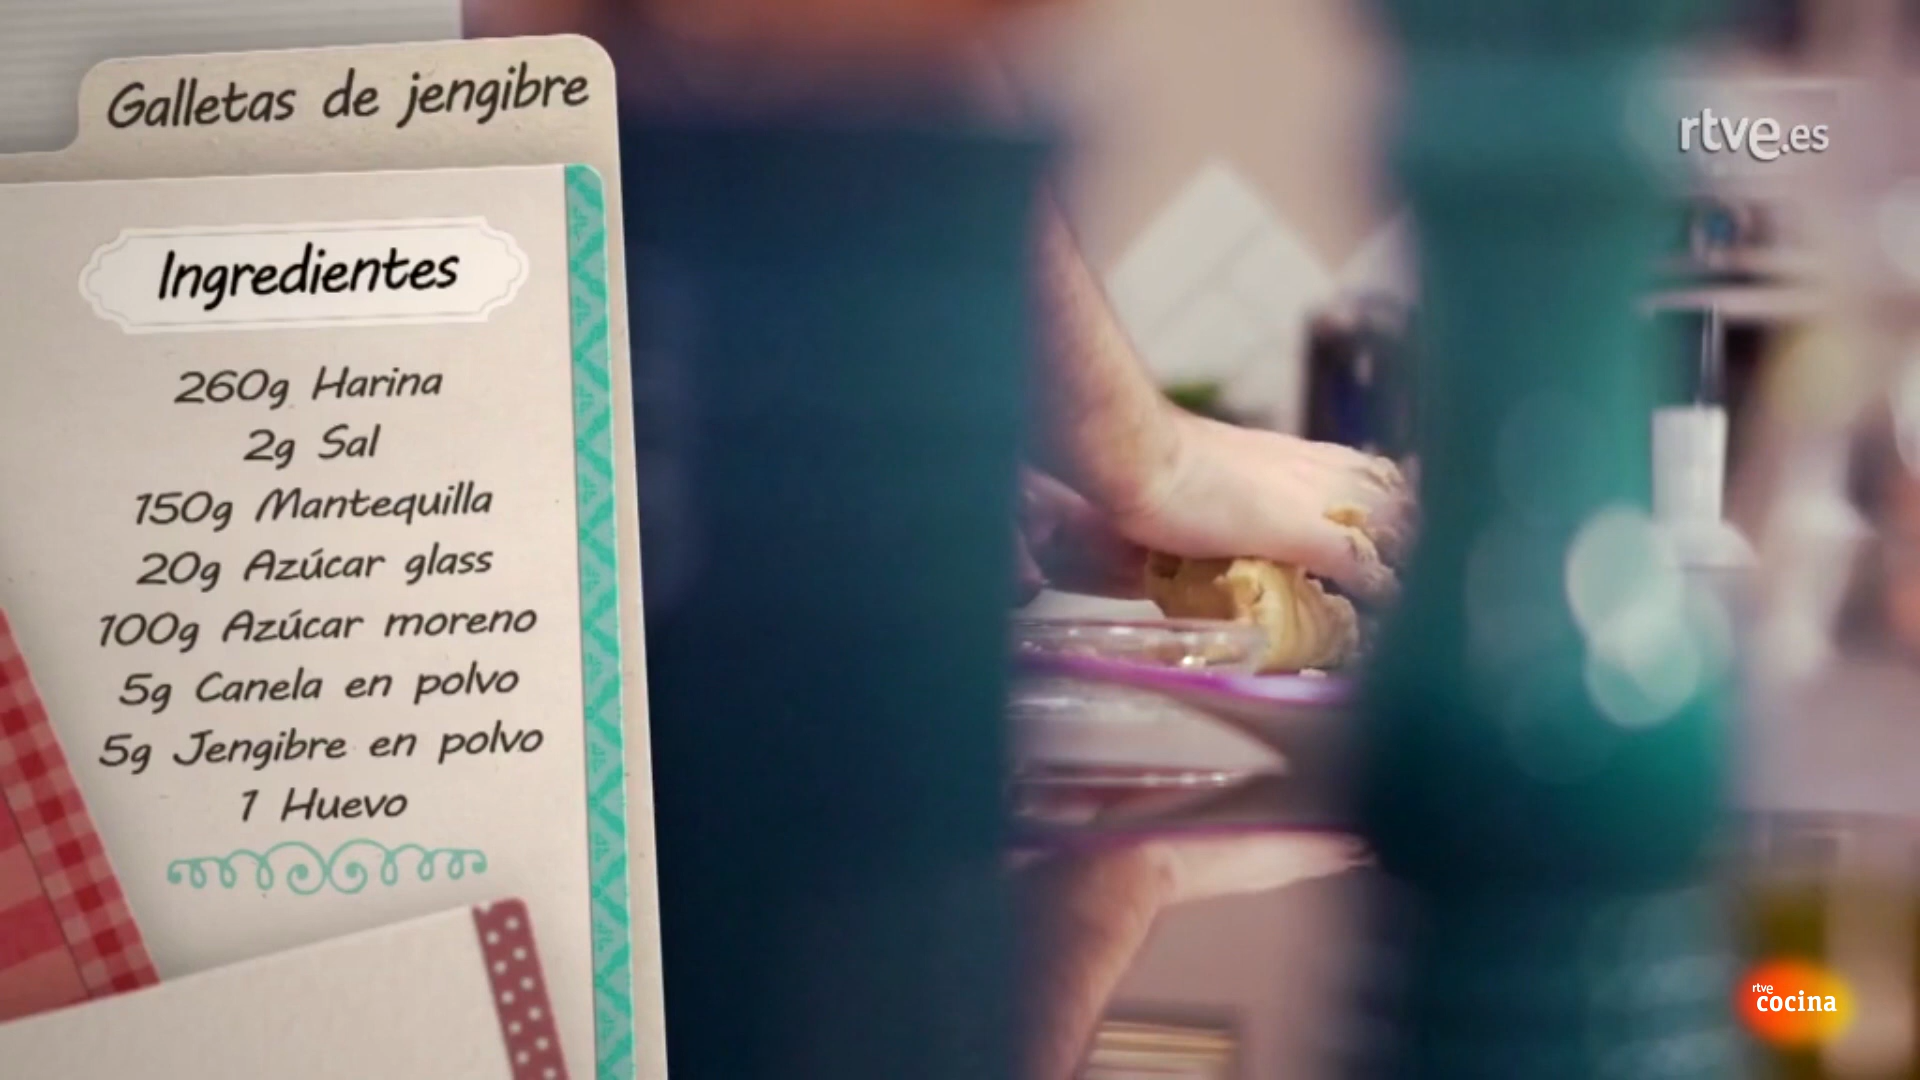 Galletas de jengibre
Ingredientes
260g Harina
2g Sal
150g Mantequilla
20g Azúcar glass
100g Azúcar moreno
5g Canela en polvo
5g Jengibre en polvo
1 Huevo
rtve.es
rtve
cocina